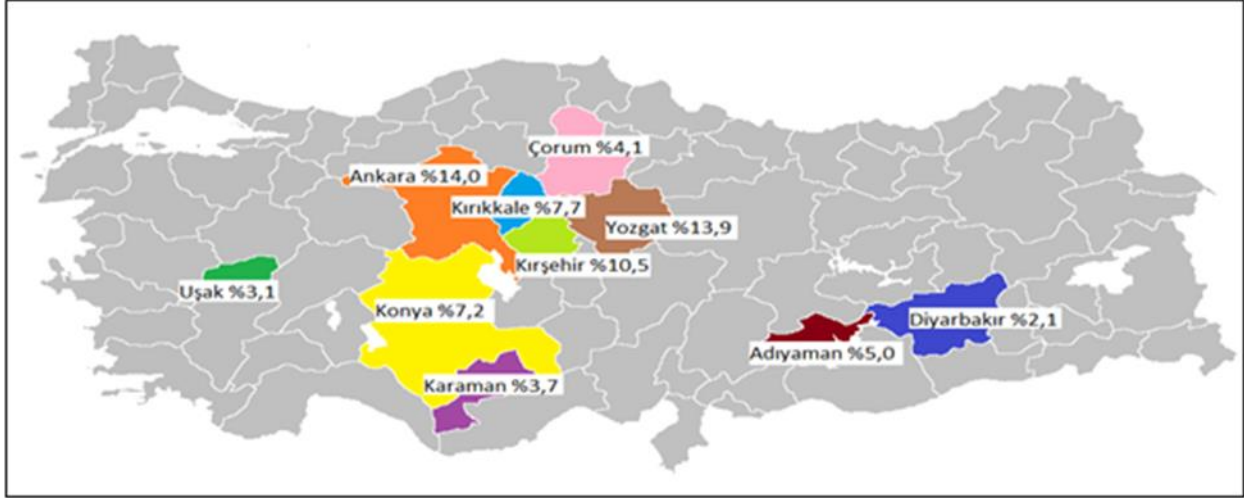 Çorum %4,1
Ankara %14,0
Kırıkkale %7,7
Yozgat %13,9
Kırşehir %10,5
Uşak %3,1
Konya %7,2
Diyarbakır %2,1
Adıyaman %5,0
Karaman %3,7